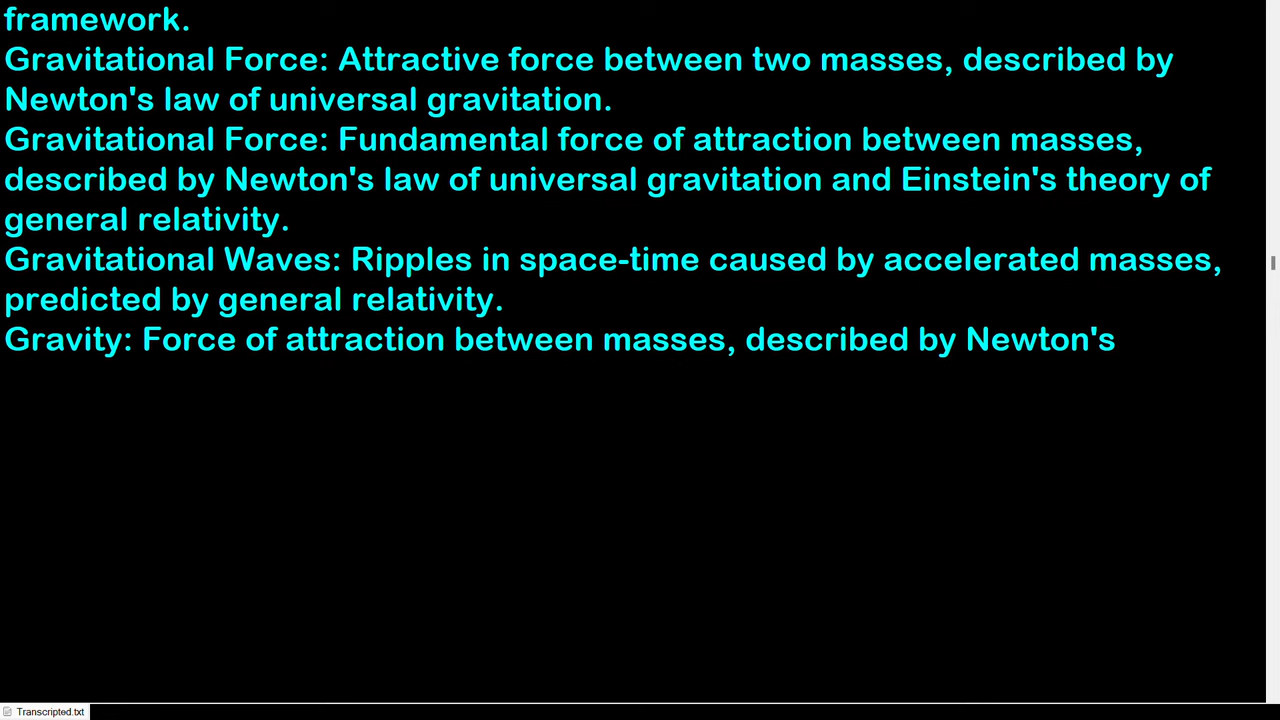 framework.
Gravitational Force: Attractive force between two masses, described by
Newton's law of universal gravitation.
Gravitational Force: Fundamental force of attraction between masses,
described by Newton's law of universal gravitation and Einstein's theory of
general relativity.
Gravitational Waves: Ripples in space-time caused by accelerated masses,
predicted by general relativity.
Gravity: Force of attraction between masses, described by Newton's
Transcripted.txt